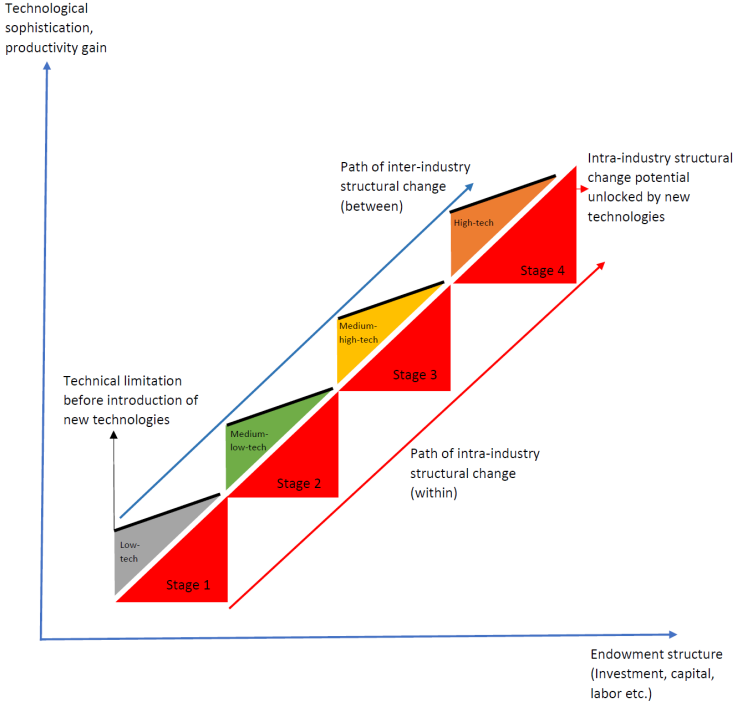 Technological
sophistication,
productivity gain
Path of inter-industry
structural change
(between)
Intra-industry structural
change potential
unlocked by new
technologies
High-tech
Stage 4
Medium-
high-tech
Stage 3
Technical limitation
before introduction of
new technologies
Medium-
low-tech
Stage 2
Path of intra-industry
structural change
(within)
Low-
tech
Stage 1
Endowment structure
(Investment, capital,
labor etc.)